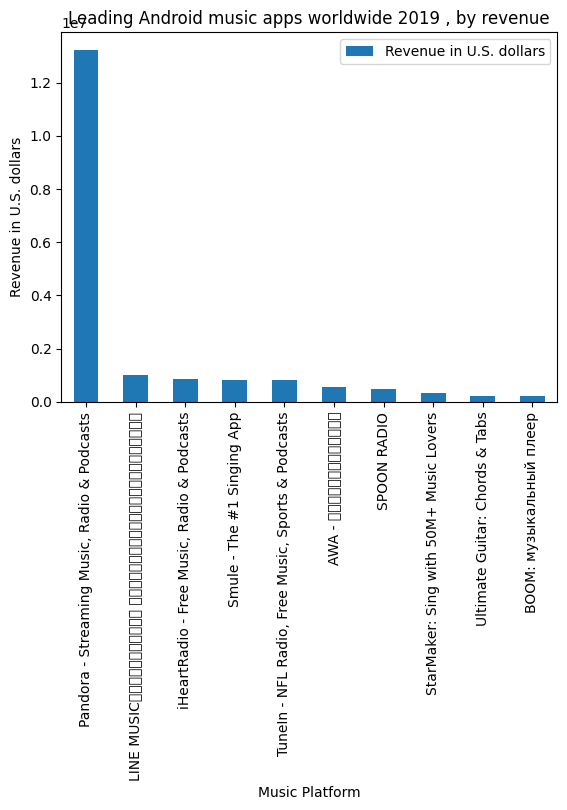 Leading Android music apps worldwide 2019 , by revenue
1e7
Revenue in U.S. dollars
Revenue in U.S. dollars
1.2
1.0
0.8
0.6
0.4
0.2
0.0
Pandora - Streaming Music, Radio & Podcasts
LINE MUSIC
iHeartRadio - Free Music, Radio & Podcasts
Smule - The #1 Singing App
TuneIn - NFL Radio, Free Music, Sports & Podcasts
AWA -
SPOON RADIO
StarMaker: Sing with 50M+ Music Lovers
Ultimate Guitar: Chords & Tabs
BOOM: музыкальный плеер
Music Platform